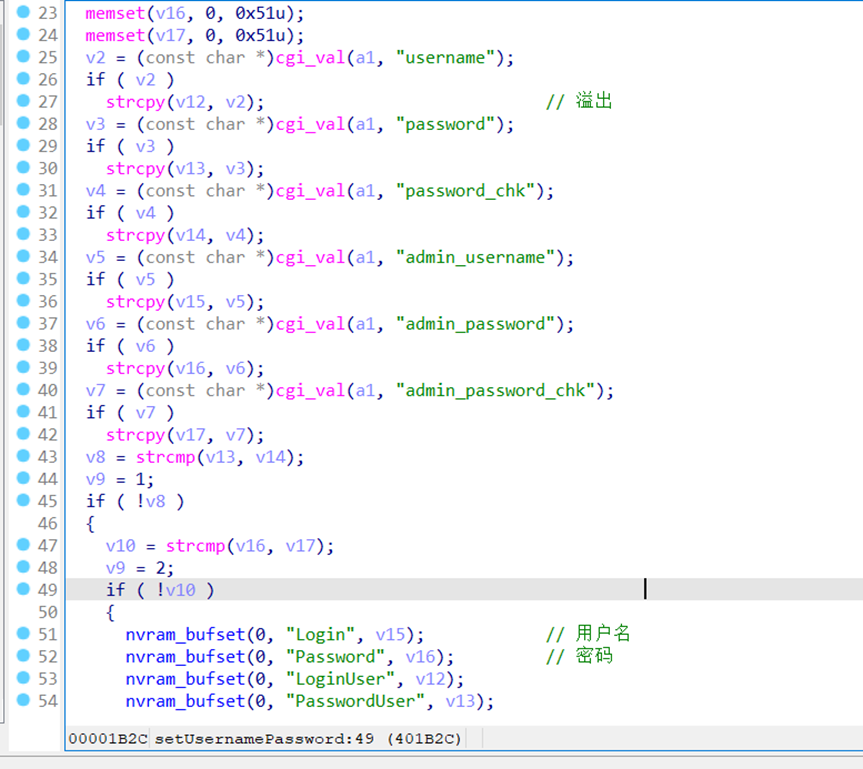 23 memset(v16, 0, 0x51u);
24 memset(v17, 0, 0x51u);
25 v2 = (const char *)cgi_val(a1, "username");
26 if ( v2 )
27 strcpy(v12, v2); // 溢出
28 v3 = (const char *)cgi_val(a1, "password");
29 if ( v3 )
30 strcpy(v13, v3);
31 v4 = (const char *)cgi_val(a1, "password_chk");
32 if ( v4 )
33 strcpy(v14, v4);
34 v5 = (const char *)cgi_val(a1, "admin_username");
35 if ( v5 )
36 strcpy(v15, v5);
37 v6 = (const char *)cgi_val(a1, "admin_password");
38 if ( v6 )
39 strcpy(v16, v6);
40 v7 = (const char *)cgi_val(a1, "admin_password_chk");
41 if ( v7 )
42 strcpy(v17, v7);
43 v8 = strcmp(v13, v14);
44 v9 = 1;
45 if ( !v8 )
46 {
47 v10 = strcmp(v16, v17);
48 v9 = 2;
49 if ( !v10 )
50 {
51 nvram_bufset(0, "Login", v15); // 用户名
52 nvram_bufset(0, "Password", v16); // 密码
53 nvram_bufset(0, "LoginUser", v12);
54 nvram_bufset(0, "PasswordUser", v13);
00001B2C setUsernamePassword:49 (401B2C)